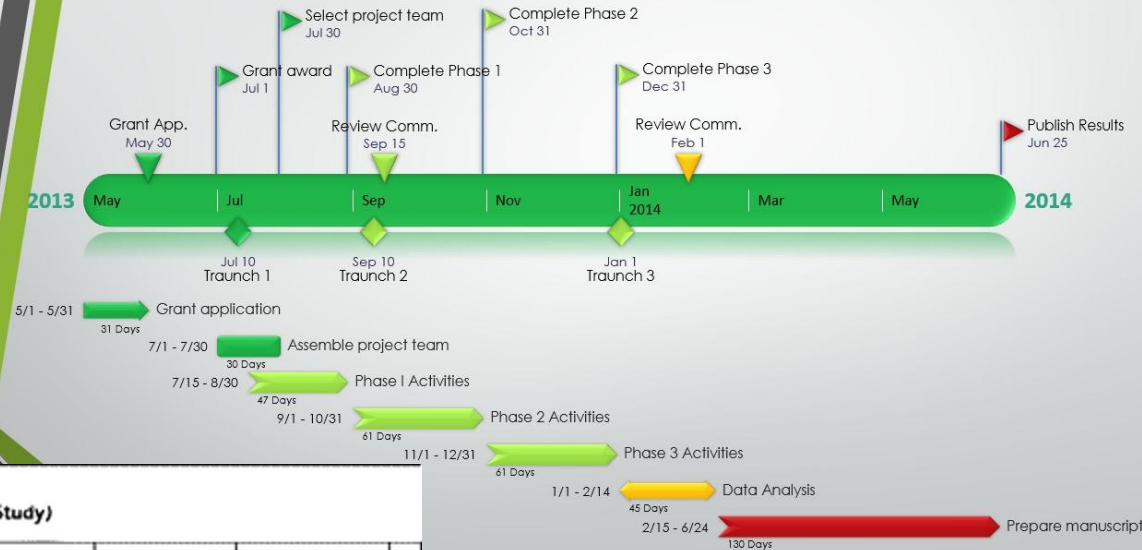 Select project team
Jul 30
Complete Phase 2
Oct 31
Grant award
Jul 1
Complete Phase 1
Aug 30
Complete Phase 3
Dec 31
Grant App.
May 30
Review Comm.
Sep 15
Review Comm.
Feb 1
Publish Results
Jun 25
2013
May
Jul
Sep
Nov
Jan
2014
Mar
May
2014
Jul 10
Traunch 1
Sep 10
Traunch 2
Jan 1
Traunch 3
5/1 - 5/31
Grant application
31 Days
7/1 - 7/30
Assemble project team
30 Days
7/15 - 8/30
Phase I Activities
47 Days
9/1 - 10/31
Phase 2 Activities
61 Days
11/1 - 12/31
Phase 3 Activities
61 Days
1/1 - 2/14
Data Analysis
45 Days
2/15 - 6/24
Prepare manuscript
130 Days
Study)